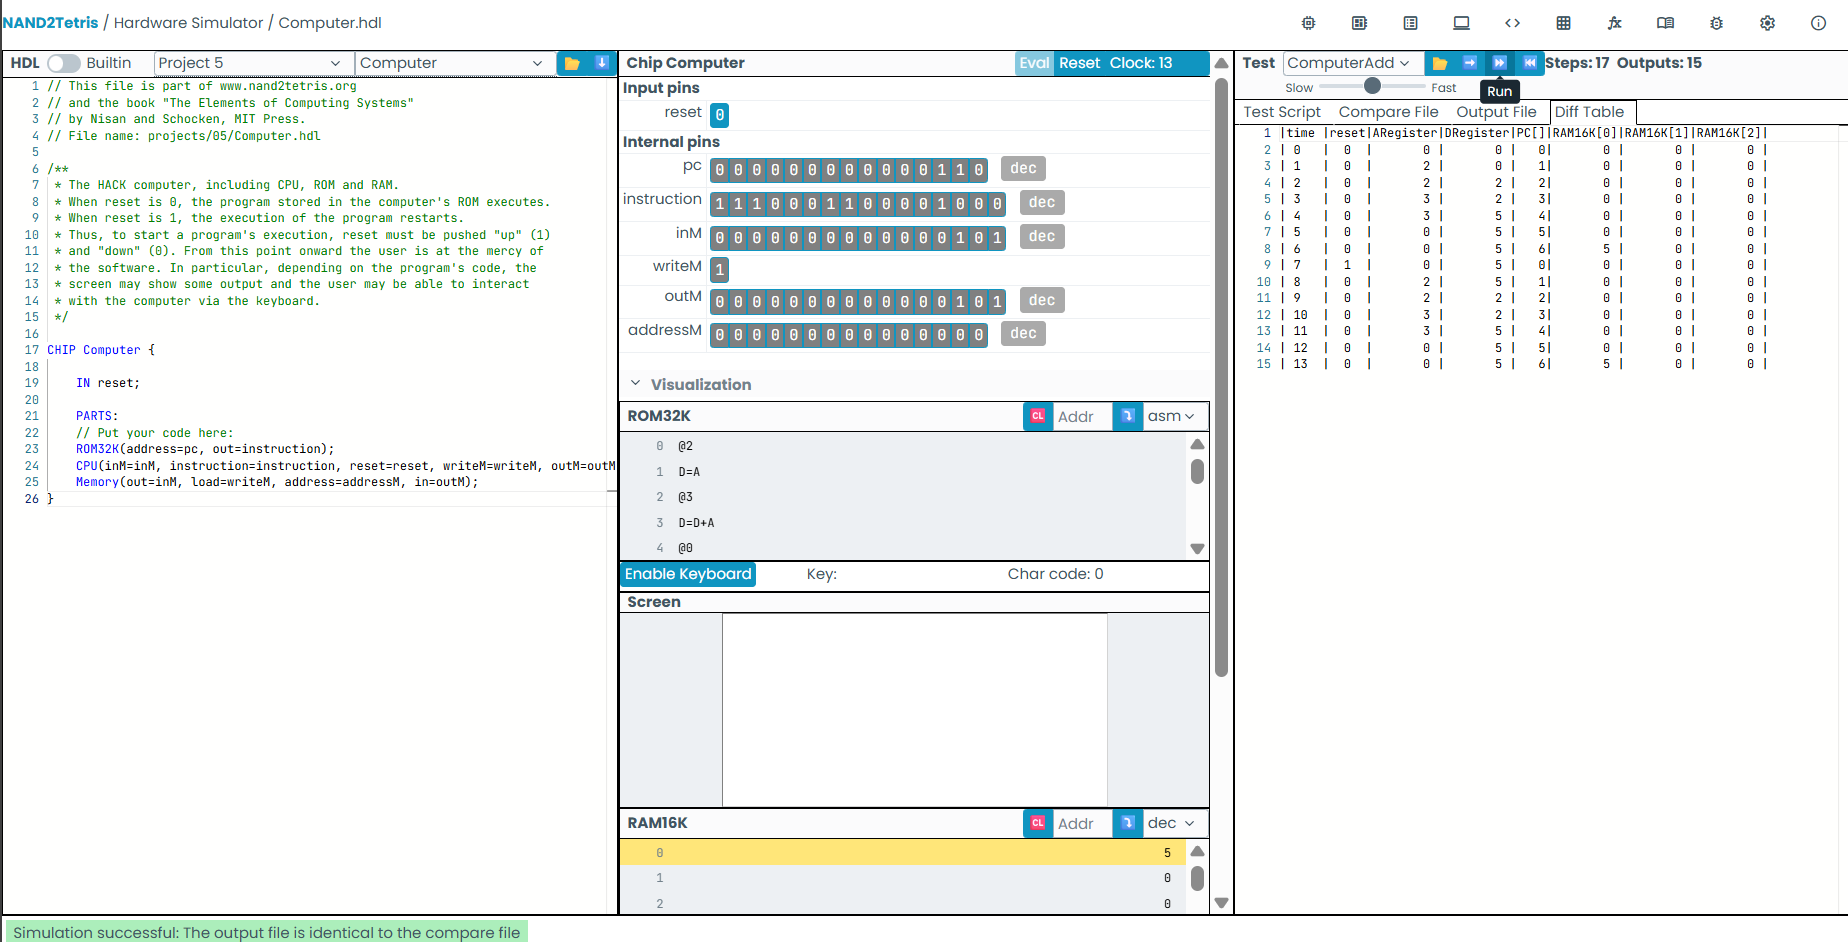 NAND2Tetris / Hardware Simulator / Computer.hdl
HDL Builtin Project 5 Computer
1 // This file is part of www.nand2tetris.org
2 // and the book "The Elements of Computing Systems"
3 // by Nisan and Schocken, MIT Press.
4 // File name: projects/05/Computer.hdl
5
6 /**
7 * The HACK computer, including CPU, ROM and RAM.
8 * When reset is 0, the program stored in the computer's ROM executes.
9 * When reset is 1, the execution of the program restarts.
10 * Thus, to start a program's execution, reset must be pushed "up" (1)
11 * and "down" (0). From this point onward the user is at the mercy of
12 * the software. In particular, depending on the program's code, the
13 * screen may show some output and the user may be able to interact
14 * with the computer via the keyboard.
15 */
16
17 CHIP Computer {
18
19 IN reset;
20
21 PARTS:
22 // Put your code here:
23 ROM32K(address=pc, out=instruction);
24 CPU(inM=inM, instruction=instruction, reset=reset, writeM=writeM, outM=outM
25 Memory(out=inM, load=writeM, address=addressM, in=outM);
26 }
Chip Computer Eval Reset Clock: 13
Input pins
reset 0
Internal pins
pc 0 0 0 0 0 0 0 0 0 0 0 0 1 1 0 dec
instruction 1 1 1 0 0 0 1 1 0 0 0 0 1 0 0 0 dec
inM 0 0 0 0 0 0 0 0 0 0 0 0 0 1 0 1 dec
writeM 1
outM 0 0 0 0 0 0 0 0 0 0 0 0 0 1 0 1 dec
addressM 0 0 0 0 0 0 0 0 0 0 0 0 0 0 0 dec
Visualization
ROM32K CL Addr asm
0 @2
1 D=A
2 @3
3 D=D+A
4 @0
Enable Keyboard Key: Char code: 0
Screen
RAM16K CL Addr dec
0 5
1 0
2 0
Test ComputerAdd Steps: 17 Outputs: 15
Slow Fast Run
Test Script Compare File Output File Diff Table
1 |time |reset|ARegister|DRegister|PC[]|RAM16K[0]|RAM16K[1]|RAM16K[2]|
2 | 0 | 0 | 0 | 0 | 0| 0 | 0 | 0 |
3 | 1 | 0 | 2 | 0 | 1| 0 | 0 | 0 |
4 | 2 | 0 | 2 | 2 | 2| 0 | 0 | 0 |
5 | 3 | 0 | 3 | 2 | 3| 0 | 0 | 0 |
6 | 4 | 0 | 3 | 5 | 4| 0 | 0 | 0 |
7 | 5 | 0 | 0 | 5 | 5| 0 | 0 | 0 |
8 | 6 | 0 | 0 | 5 | 6| 5 | 0 | 0 |
9 | 7 | 1 | 0 | 5 | 0| 0 | 0 | 0 |
10 | 8 | 0 | 2 | 5 | 1| 0 | 0 | 0 |
11 | 9 | 0 | 2 | 2 | 2| 0 | 0 | 0 |
12 | 10 | 0 | 3 | 2 | 3| 0 | 0 | 0 |
13 | 11 | 0 | 3 | 5 | 4| 0 | 0 | 0 |
14 | 12 | 0 | 0 | 5 | 5| 0 | 0 | 0 |
15 | 13 | 0 | 0 | 5 | 6| 5 | 0 | 0 |
Simulation successful: The output file is identical to the compare file